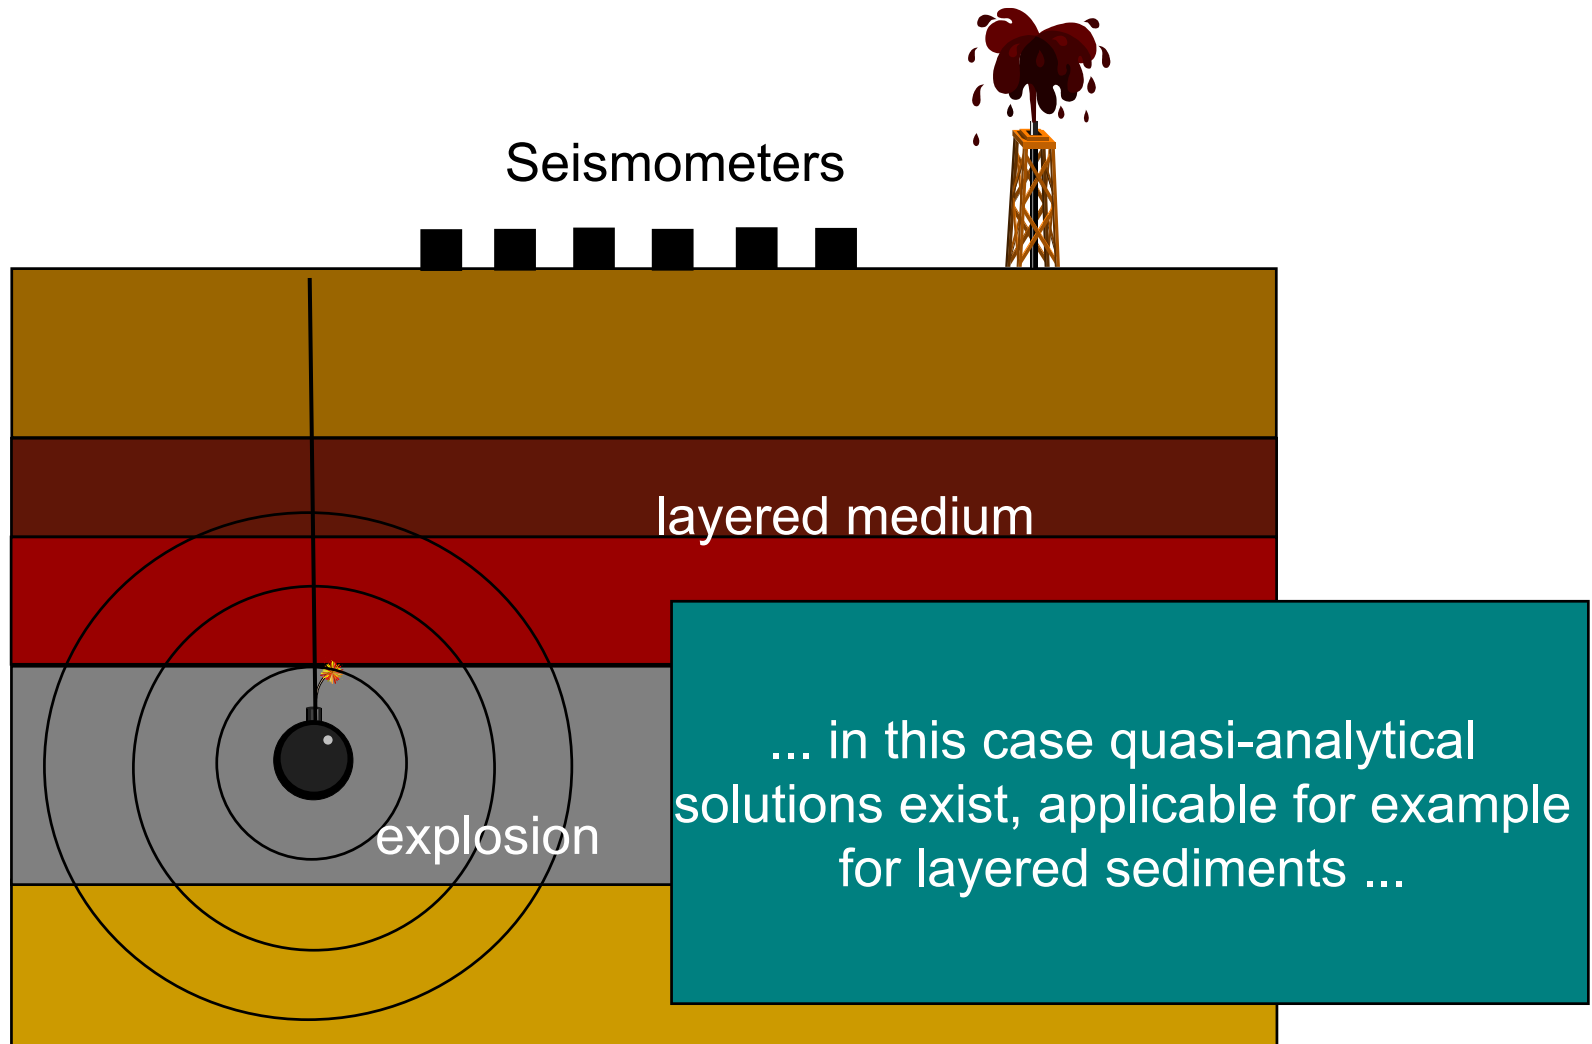 Seismometers
layered medium
... in this case quasi-analytical
solutions exist, applicable for example
for layered sediments ...
explosion